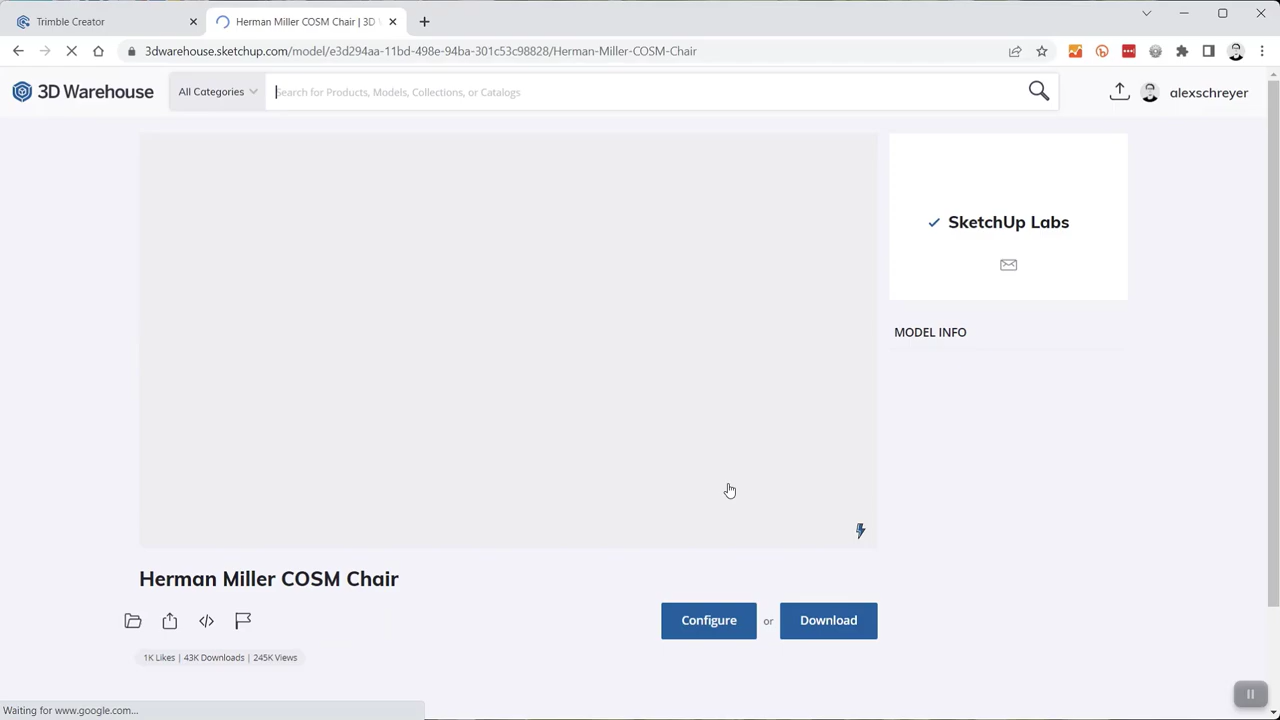 Trimble Creator
Herman Miller COSM Chair | 3D
3dwarehouse.sketchup.com/model/e3d294aa-11bd-498e-94ba-301c53c98828/Herman-Miller-COSM-Chair
3D Warehouse
All Categories
Search for Products, Models, Collections, or Catalogs
alexschreyer
SketchUp Labs
MODEL INFO
Herman Miller COSM Chair
Configure
or
Download
1K Likes | 43K Downloads | 245K Views
Waiting for www.google.com...